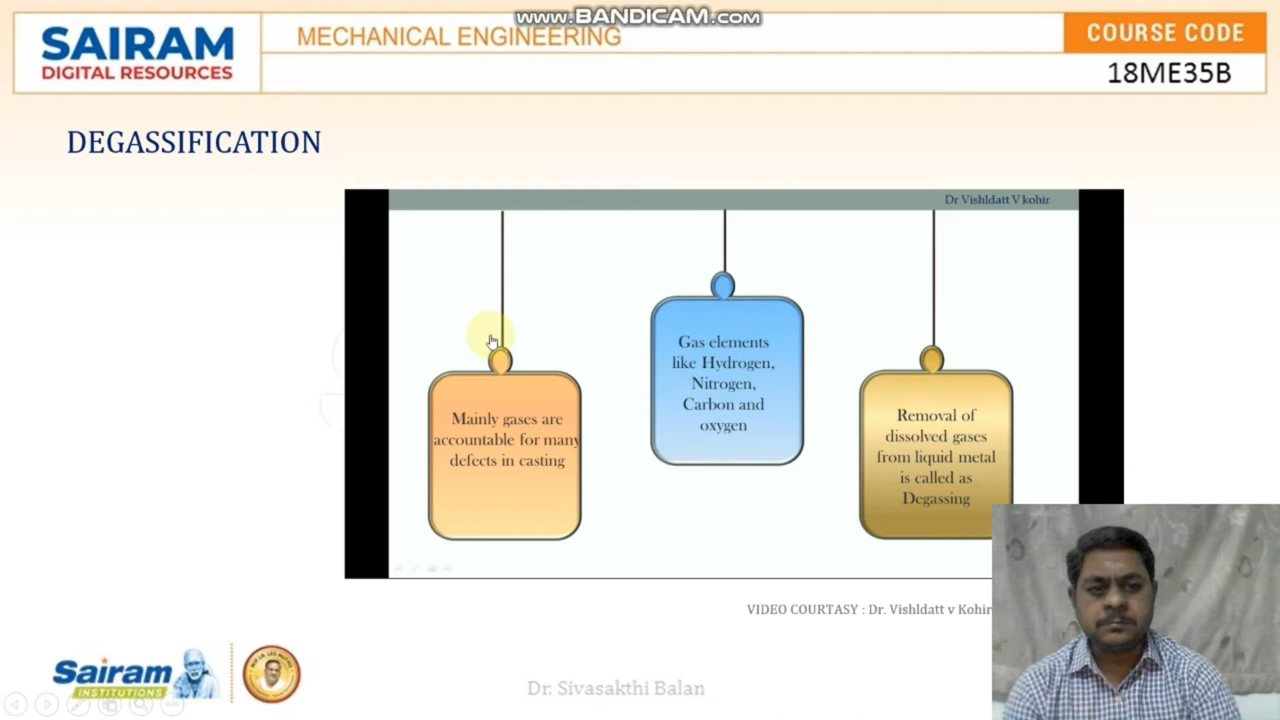 www.BANDICAM.com
SAIRAM
DIGITAL RESOURCES
MECHANICAL ENGINEERING
COURSE CODE
18ME35B
DEGASSIFICATION
Dr Vishldatt V kohir
Mainly gases are
accountable for many
defects in casting
Gas elements
like Hydrogen,
Nitrogen,
Carbon and
oxygen
Removal of
dissolved gases
from liquid metal
is called as
Degassing
VIDEO COURTASY : Dr. Vishldatt v Kohir
Sairam
INSTITUTIONS
Dr. Sivasakthi Balan